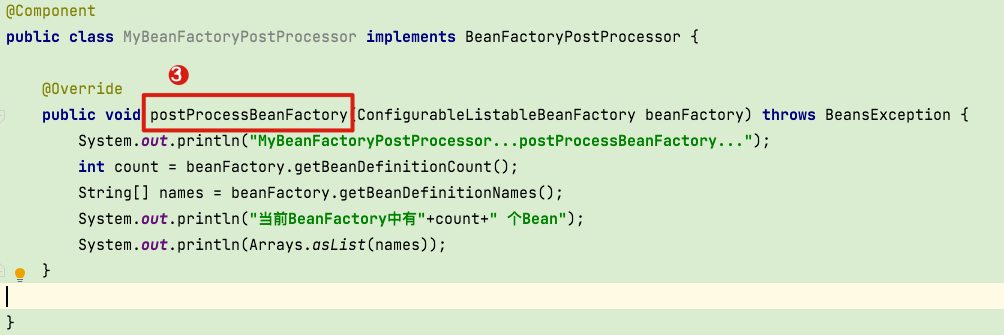 @Component
public class MyBeanFactoryPostProcessor implements BeanFactoryPostProcessor {
3
@Override
public void postProcessBeanFactory(ConfigurableListableBeanFactory beanFactory) throws BeansException {
System.out.println("MyBeanFactoryPostProcessor...postProcessBeanFactory...");
int count = beanFactory.getBeanDefinitionCount();
String[] names = beanFactory.getBeanDefinitionNames();
System.out.println("当前BeanFactory中有"+count+" 个Bean");
System.out.println(Arrays.asList(names));
}
}